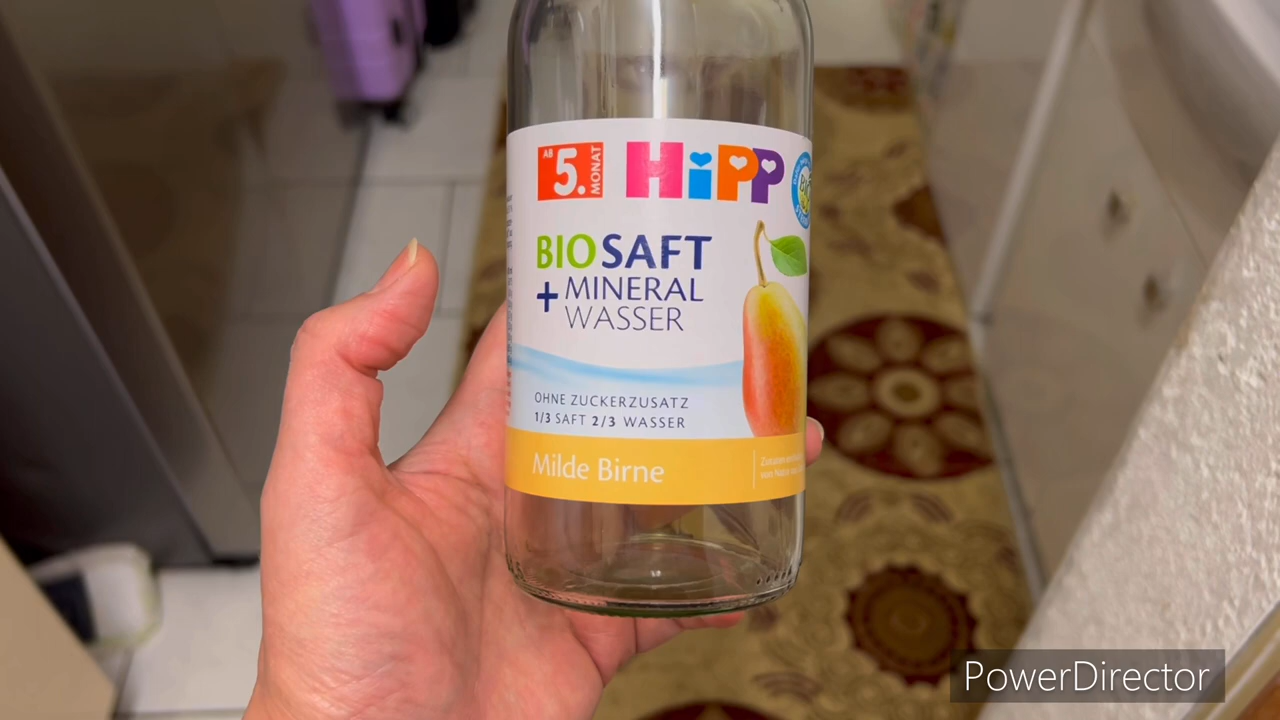 AB 5. MONAT
HiPP
BIO SAFT
+ MINERAL
WASSER
OHNE ZUCKERZUSATZ
1/3 SAFT 2/3 WASSER
Milde Birne
PowerDirector